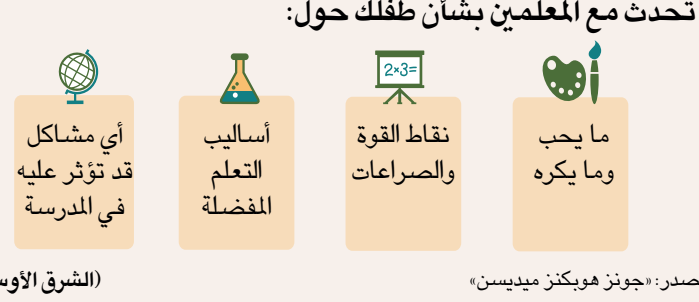 تحدث مع المعلمين بشأن طفلك حول:
2×3=
ما يحب
وما يكره
نقاط القوة
والصراعات
أساليب
التعلم
المفضلة
أي مشاكل
قد تؤثر عليه
في المدرسة
صدر: «جونز هوبكنز ميديسن»
(الشرق الأوس